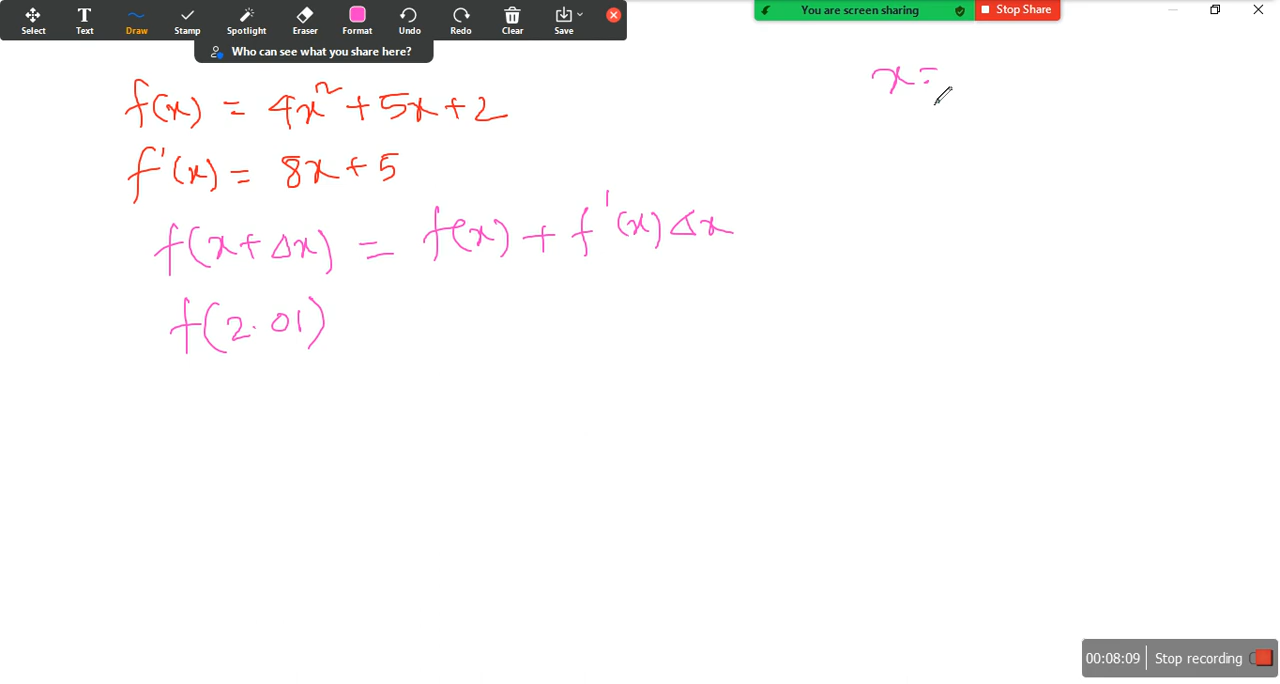 Select Text Draw Stamp Spotlight Eraser Format Undo Redo Clear Save
You are screen sharing Stop Share
Who can see what you share here?
x =
f(x) = 4x² + 5x + 2
f'(x) = 8x + 5
f(x + Δx) = f(x) + f'(x) Δx
f(2.01)
00:08:09 Stop recording